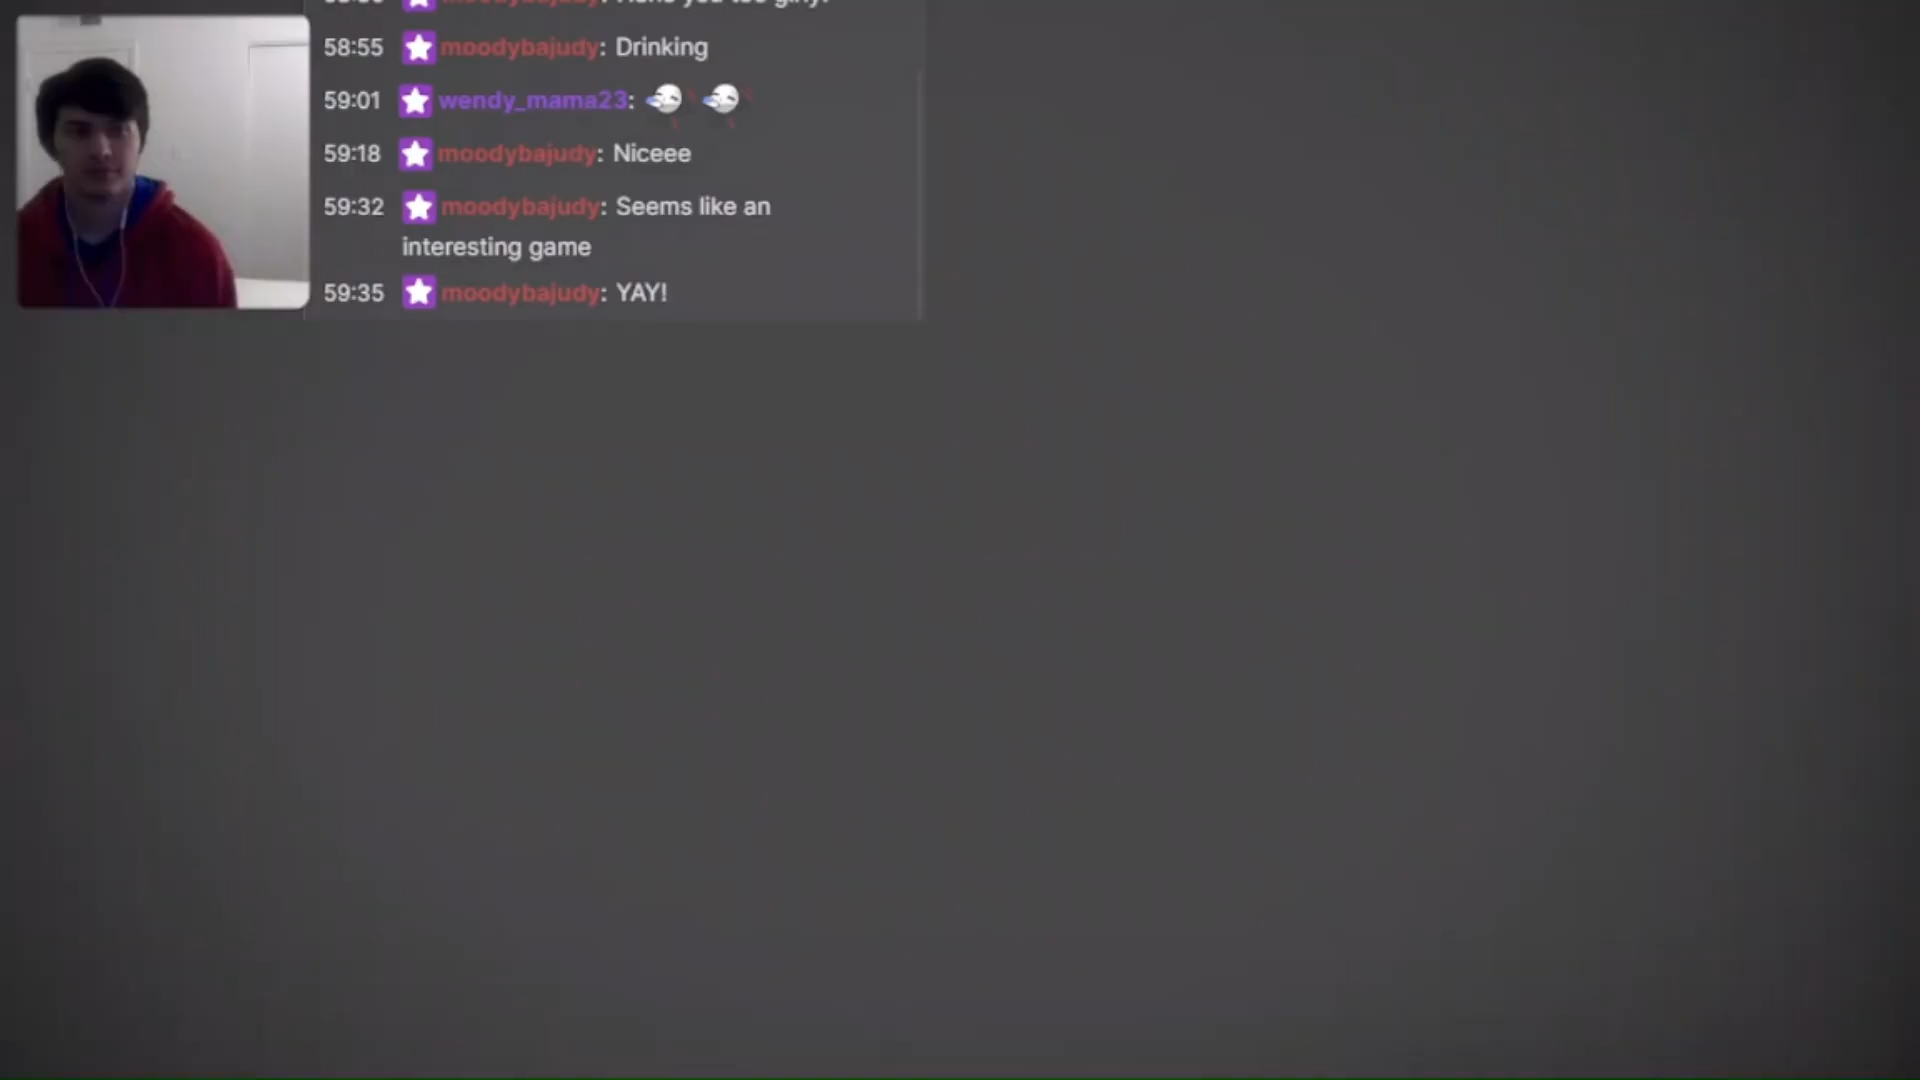 moodybajudy:
58:55 moodybajudy: Drinking
59:01 wendy_mama23:
59:18 moodybajudy: Niceee
59:32 moodybajudy: Seems like an
interesting game
59:35 moodybajudy: YAY!